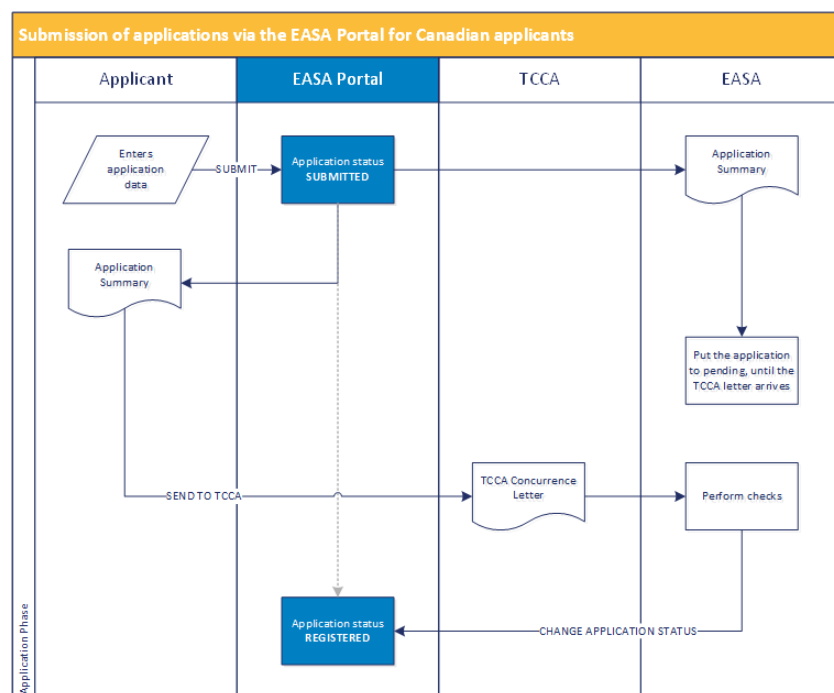 Submission of applications via the EASA Portal for Canadian applicants
Applicant
EASA Portal
TCCA
EASA
Enters
application
data
SUBMIT
Application status
SUBMITTED
Application
Summary
Application
Summary
Put the application
to pending, until the
TCCA letter arrives
SEND TO TCCA
TCCA Concurrence
Letter
Perform checks
Application status
REGISTERED
CHANGE APPLICATION STATUS
Application Phase